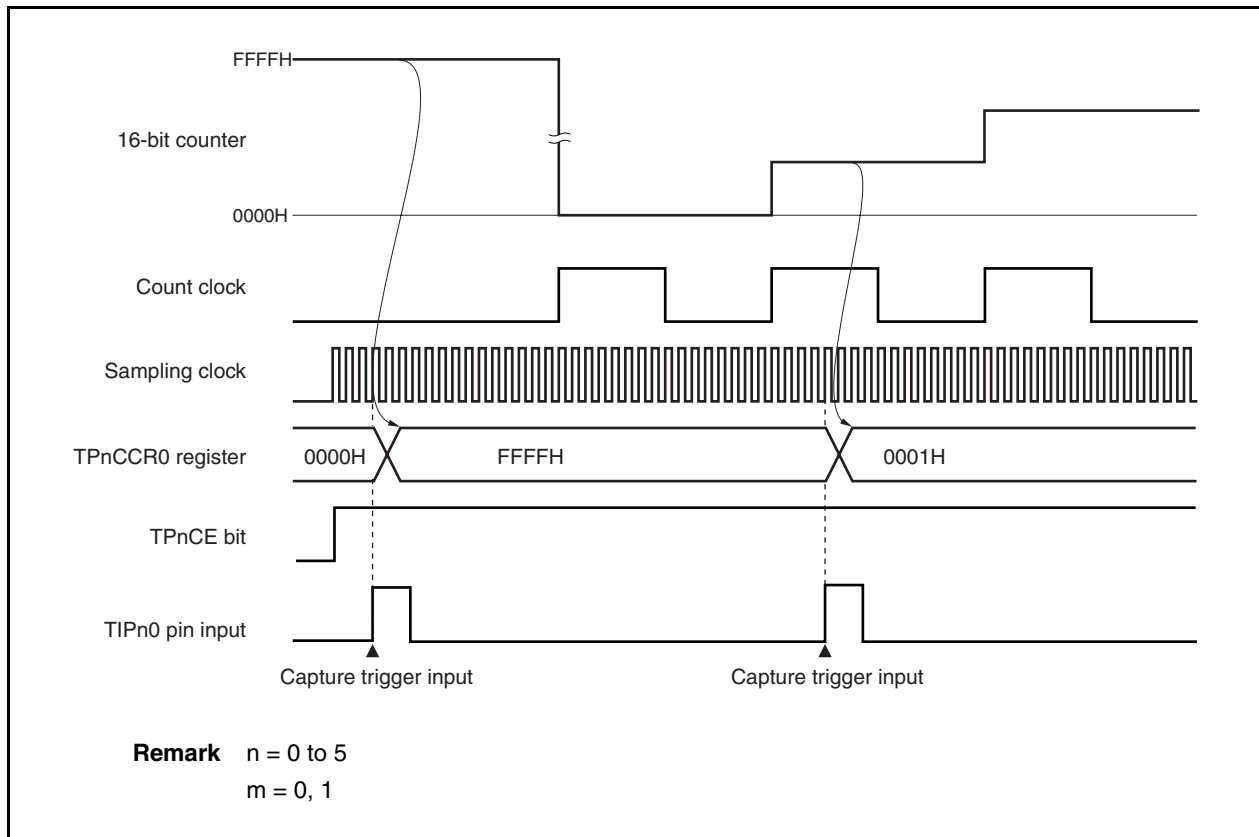 FFFFH
16-bit counter
0000H
Count clock
Sampling clock
TPnCCR0 register
0000H
FFFFH
0001H
TPnCE bit
TIPn0 pin input
Capture trigger input
Capture trigger input
Remark n = 0 to 5
m = 0, 1